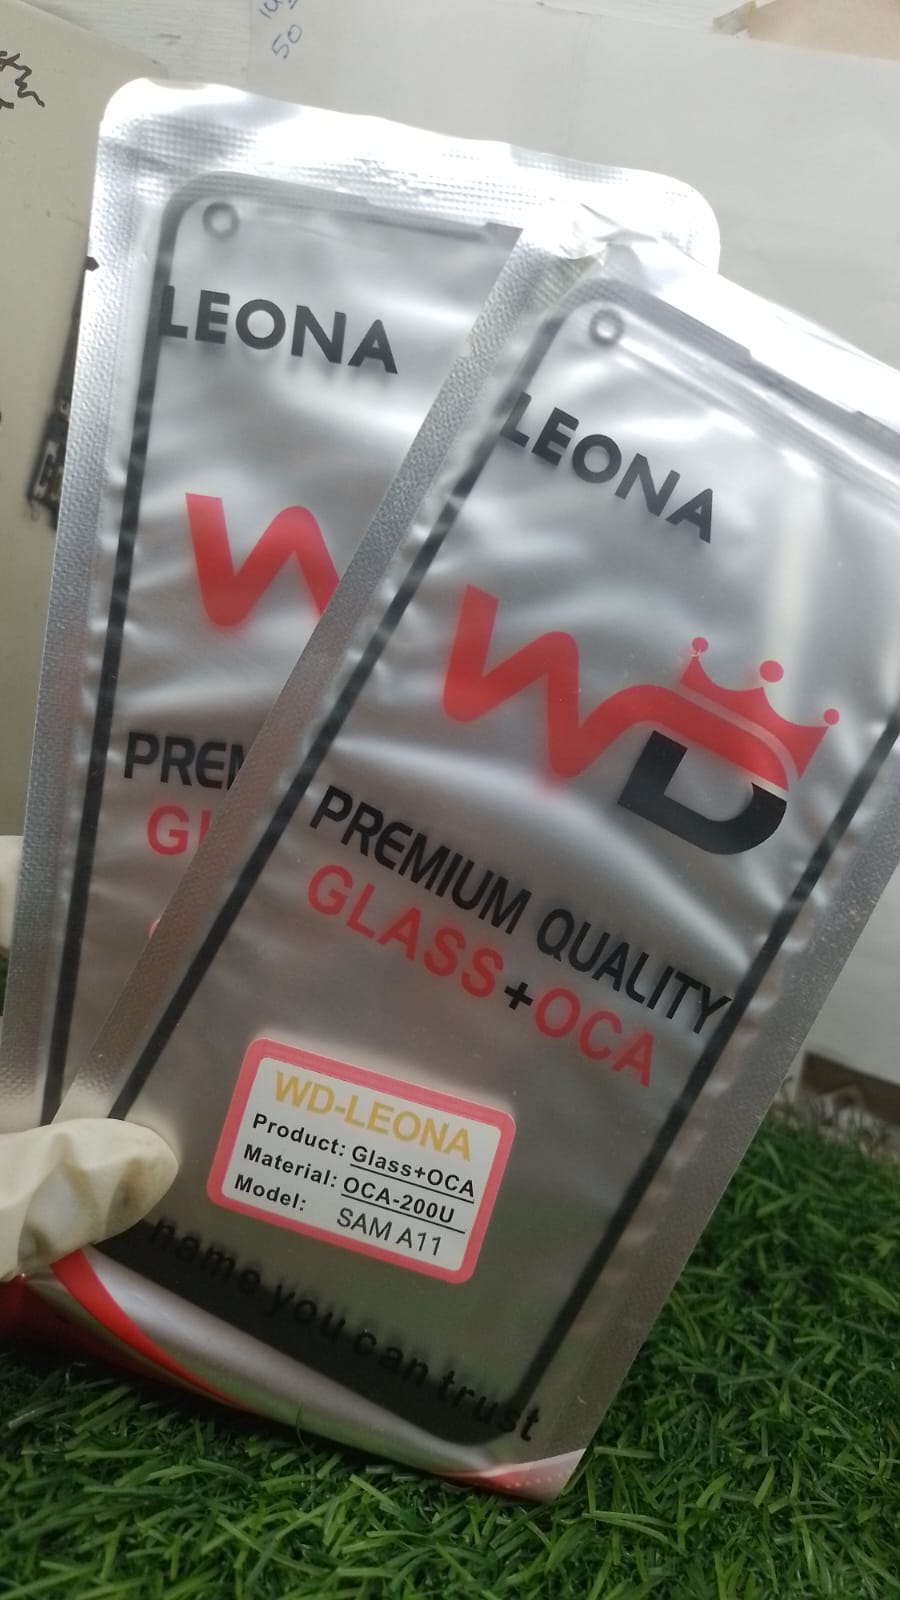 50
LEONA
W
PREM
GL
LEONA
WD
PREMIUM QUALITY
GLASS+OCA
WD-LEONA
Product: Glass+OCA
Material: OCA-200U
Model: SAM A11
name you can trust